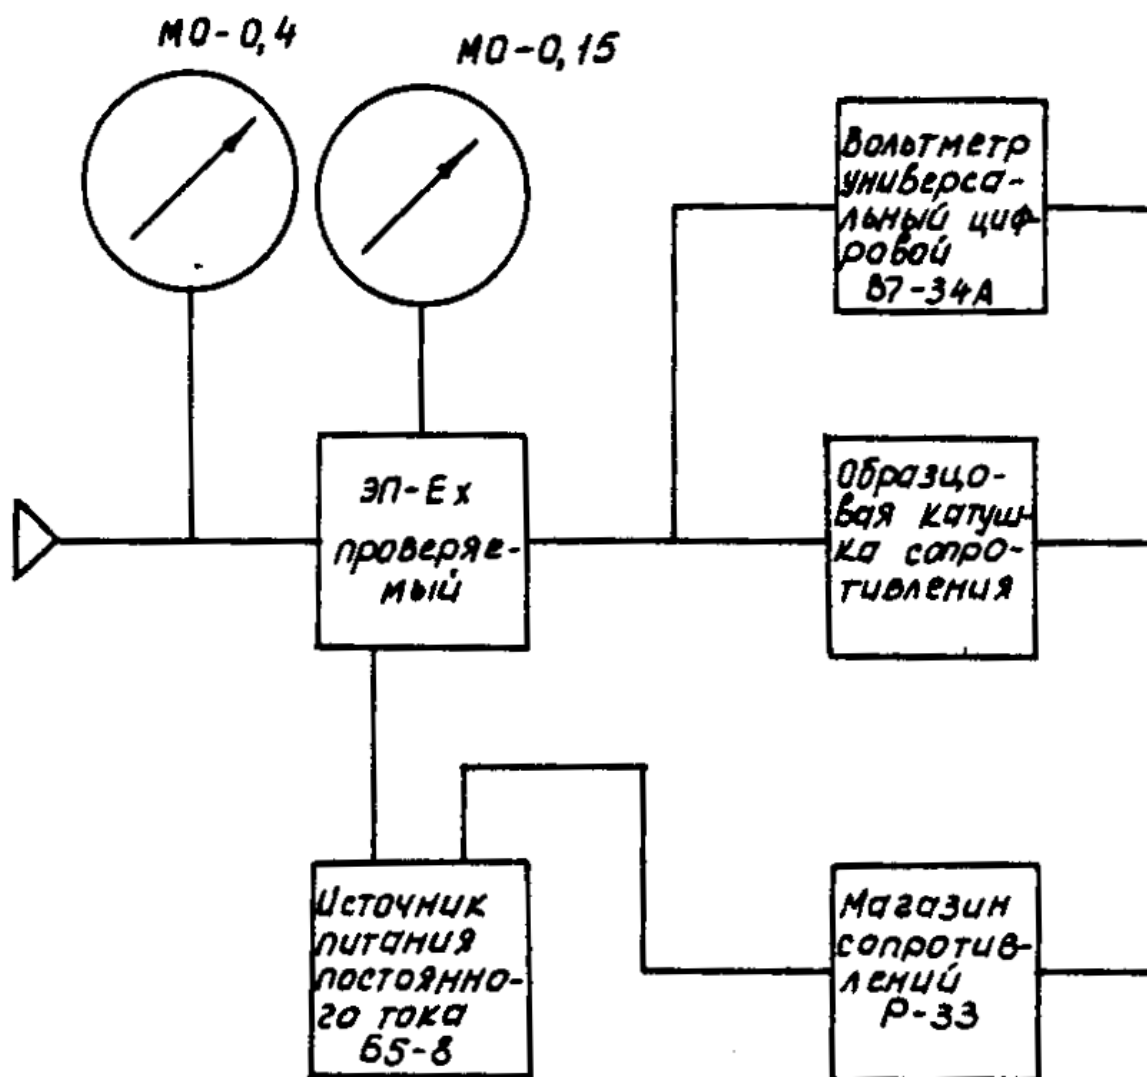 МО-0,4
МО-0,15
Вольтметр
универса-
льный циф-
ровой
В7-34А
ЭП-Ех
проверяе-
мый
Образцо-
вая катуш-
ка сопро-
тивления
Источник
питания
постоянно-
го тока
Б5-8
Магазин
сопротив-
лений
Р-33